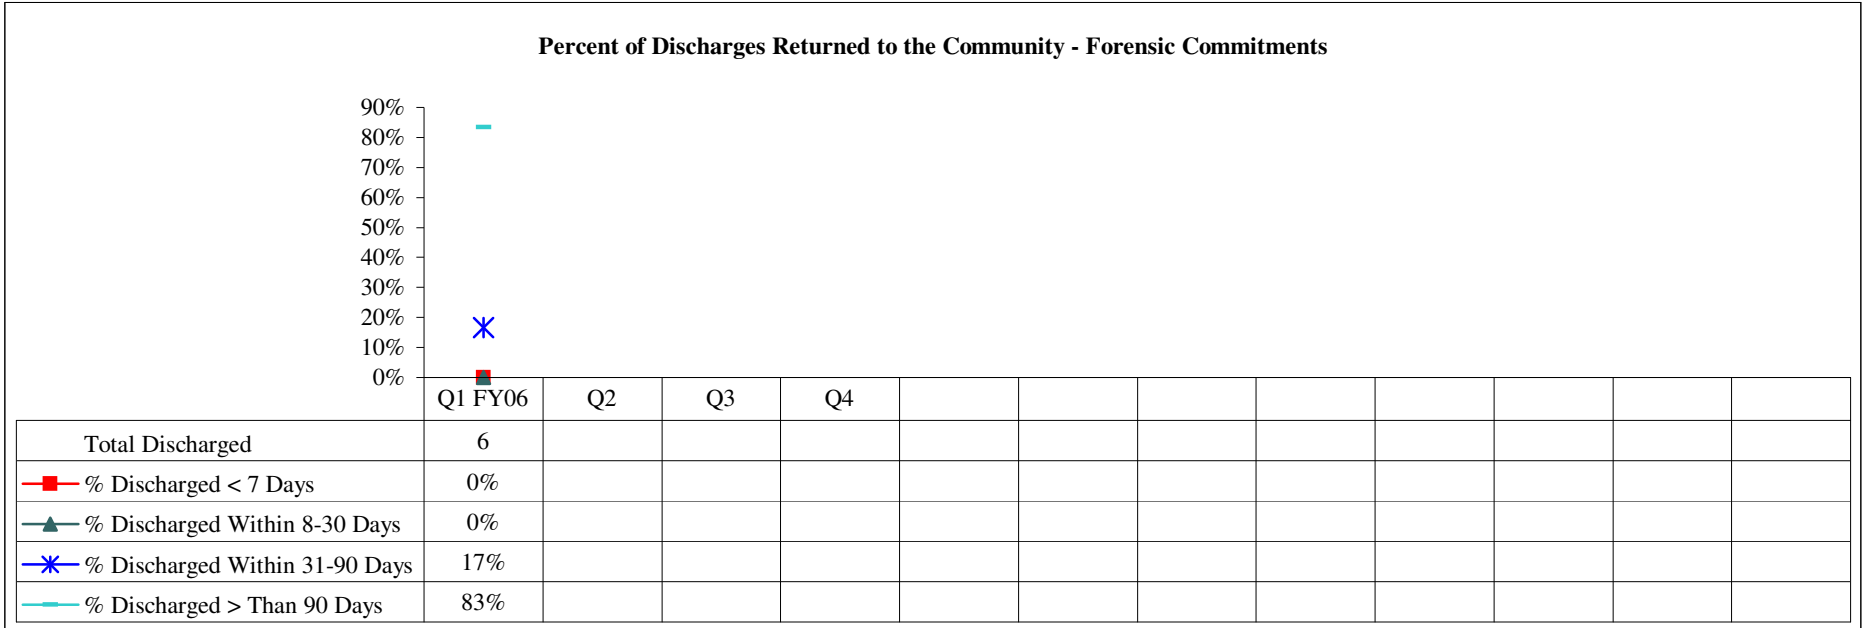 Percent of Discharges Returned to the Community - Forensic Commitments
90%
80%
70%
60%
50%
40%
30%
20%
10%
0%
Q1 FY06 Q2 Q3 Q4
Total Discharged 6
% Discharged < 7 Days 0%
% Discharged Within 8-30 Days 0%
% Discharged Within 31-90 Days 17%
% Discharged > Than 90 Days 83%